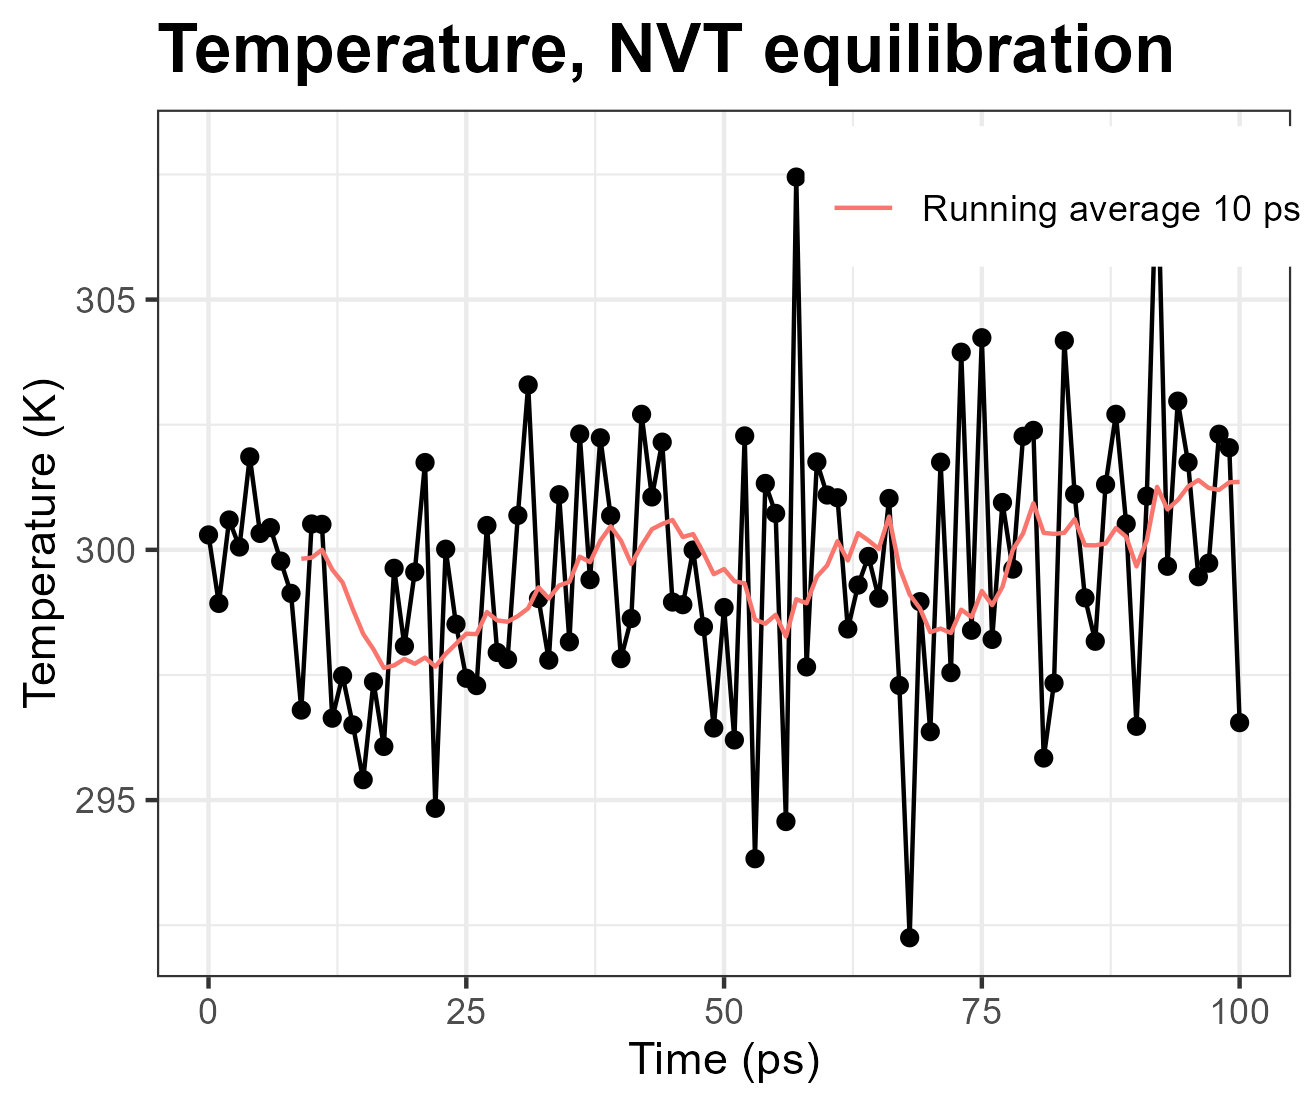 Temperature, NVT equilibration
Running average 10 ps
305
300
295
Temperature (K)
0 25 50 75 100
Time (ps)